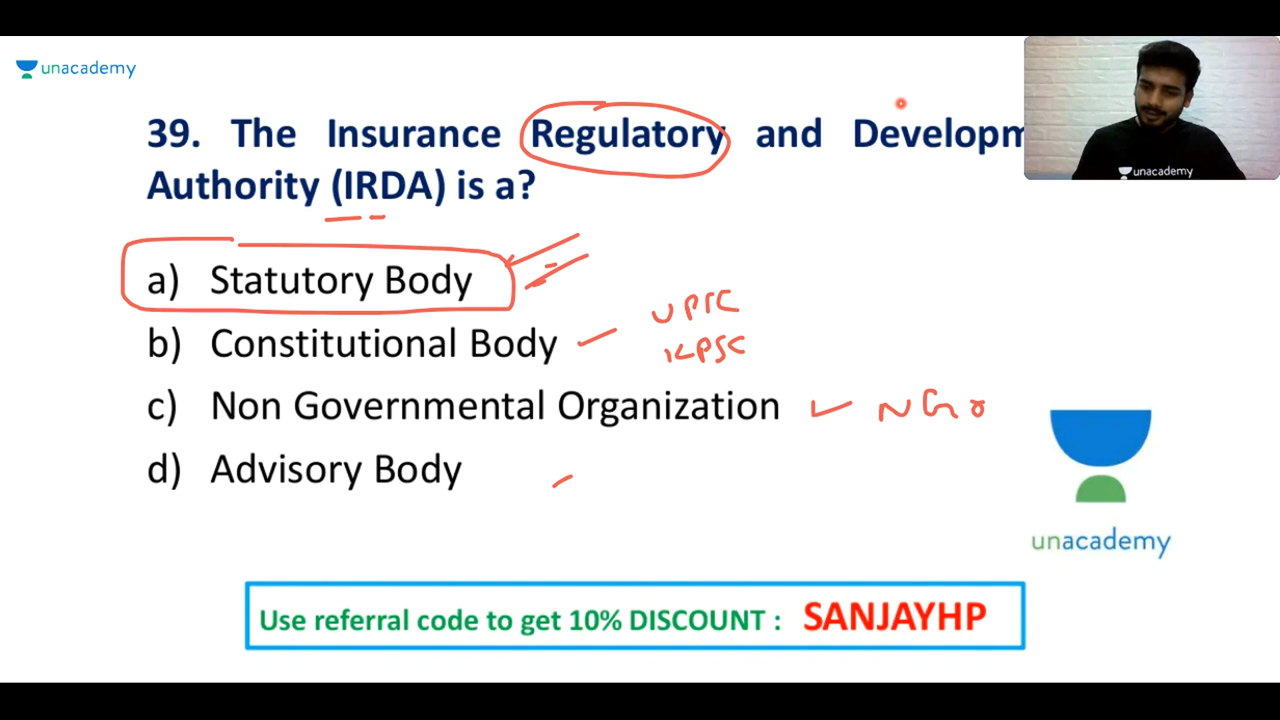 unacademy
39. The Insurance Regulatory and Developm
Authority (IRDA) is a?
a) Statutory Body
b) Constitutional Body
UPSC
KPSC
c) Non Governmental Organization
NGO
d) Advisory Body
unacademy
unacademy
Use referral code to get 10% DISCOUNT : SANJAYHP